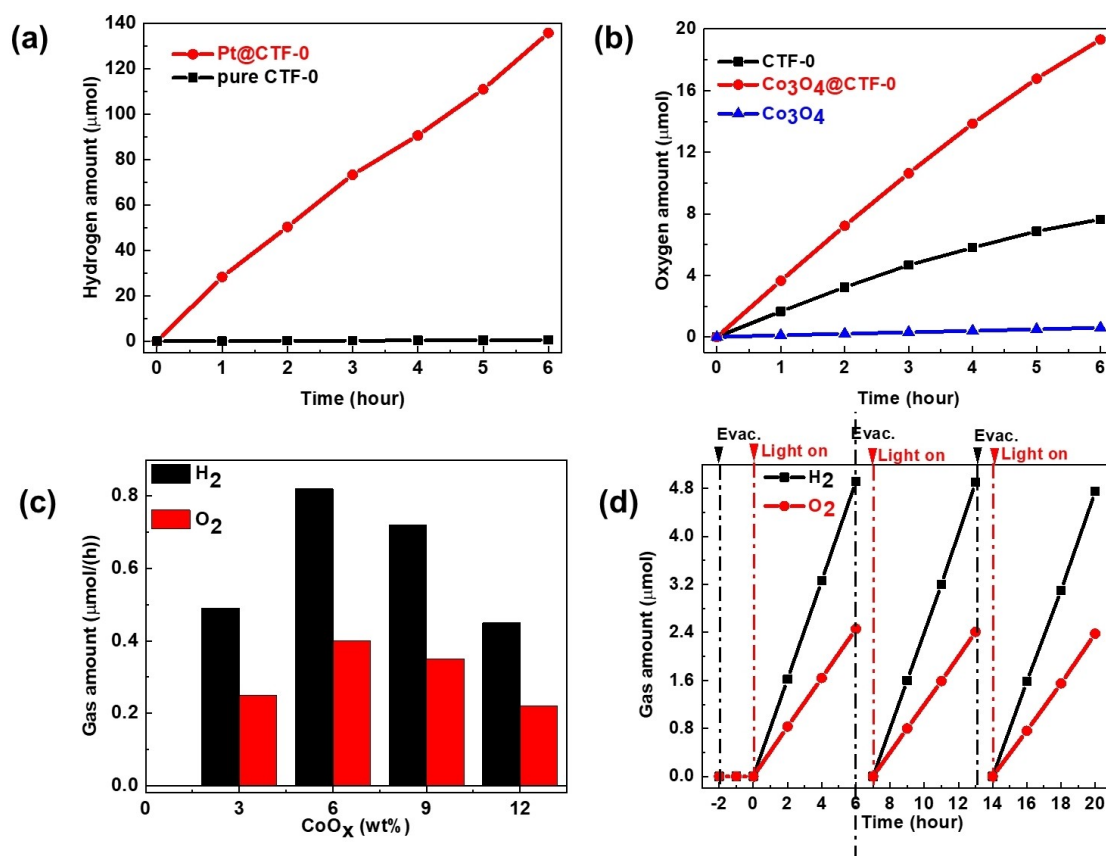 (a)
Hydrogen amount (μmol)
140
120
100
80
60
40
20
0
Pt@CTF-0
pure CTF-0
0 1 2 3 4 5 6
Time (hour)
(b)
Oxygen amount (μmol)
20
16
12
8
4
0
CTF-0
Co3O4@CTF-0
Co3O4
0 1 2 3 4 5 6
Time (hour)
(c)
Gas amount (μmol/(h))
0.8
0.6
0.4
0.2
0.0
H2
O2
0 3 6 9 12
CoOx (wt%)
(d)
Evac. Evac. Evac.
Light on Light on Light on
Gas amount (μmol)
4.8
4.0
3.2
2.4
1.6
0.8
0.0
H2
O2
-2 0 2 4 6 7 8 10 12 14 16 18 20
Time (hour)